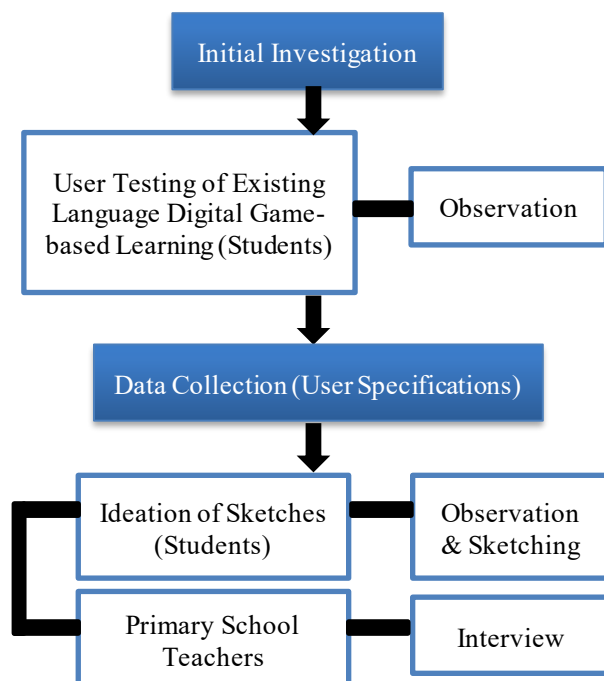 Initial Investigation
User Testing of Existing
Language Digital Game-
based Learning (Students)
Observation
Data Collection (User Specifications)
Ideation of Sketches
(Students)
Observation
& Sketching
Primary School
Teachers
Interview